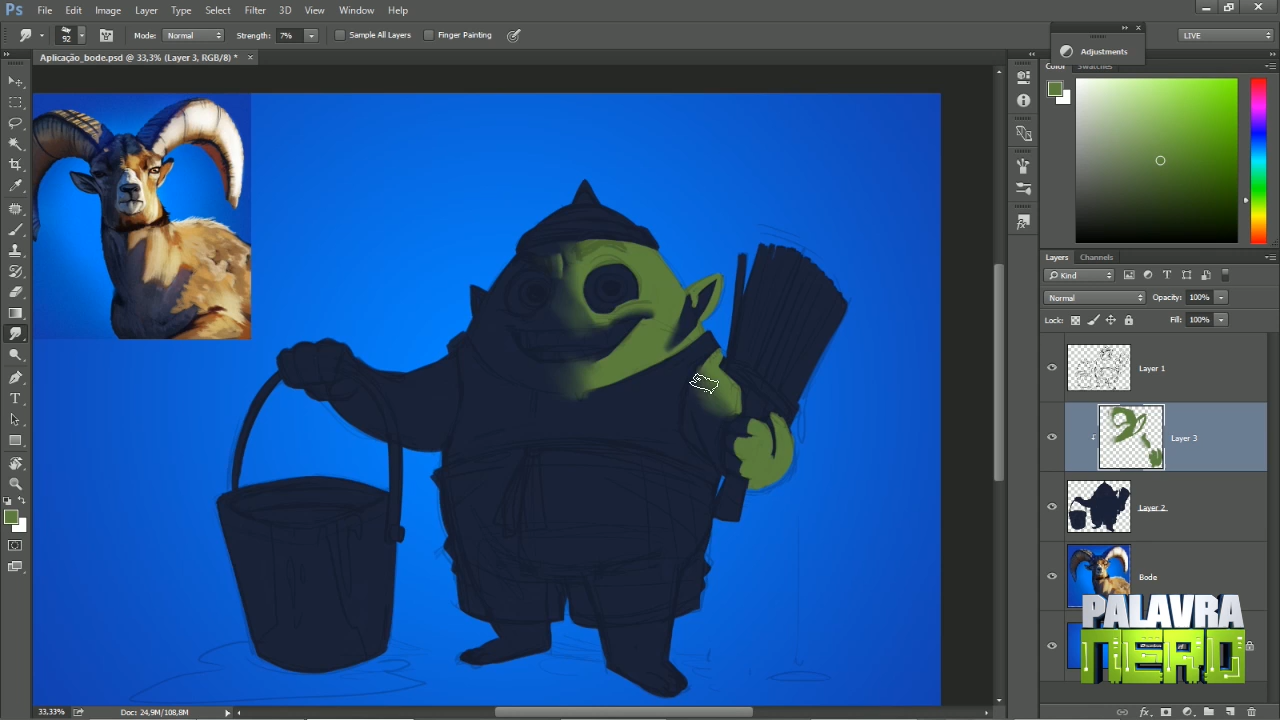 Ps File Edit Image Layer Type Select Filter 3D View Window Help
92 Mode: Normal Strength: 7% Sample All Layers Finger Painting LIVE
Aplicação_bode.psd @ 33,3% (Layer 3, RGB/8) *
Adjustments
Color Swatches
Layers Channels
Kind
Normal Opacity: 100%
Lock: Fill: 100%
Layer 1
Layer 3
Layer 2
Bode
PALAVRA
NERD
33,33% Doc: 24,9M/108,8M